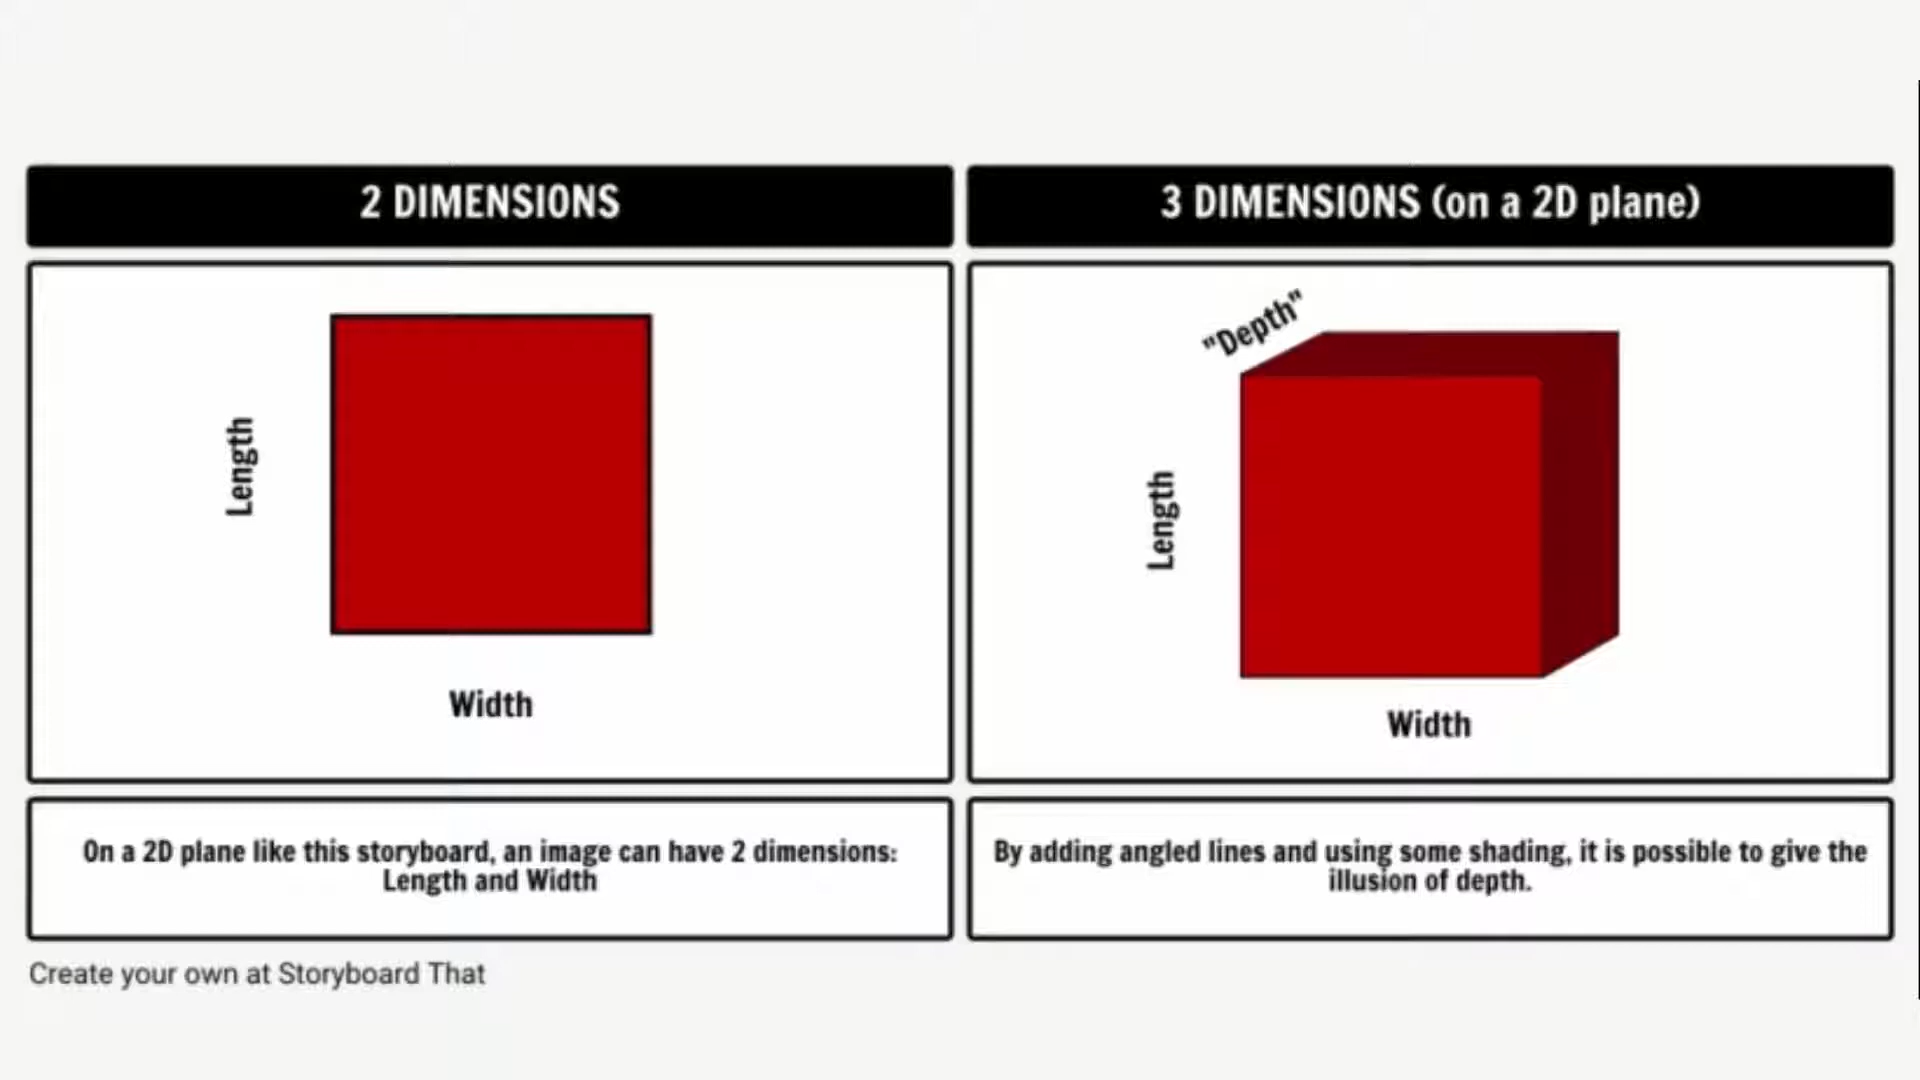 2 DIMENSIONS
Length
Width
On a 2D plane like this storyboard, an image can have 2 dimensions:
Length and Width
3 DIMENSIONS (on a 2D plane)
"Depth"
Length
Width
By adding angled lines and using some shading, it is possible to give the
illusion of depth.
Create your own at Storyboard That